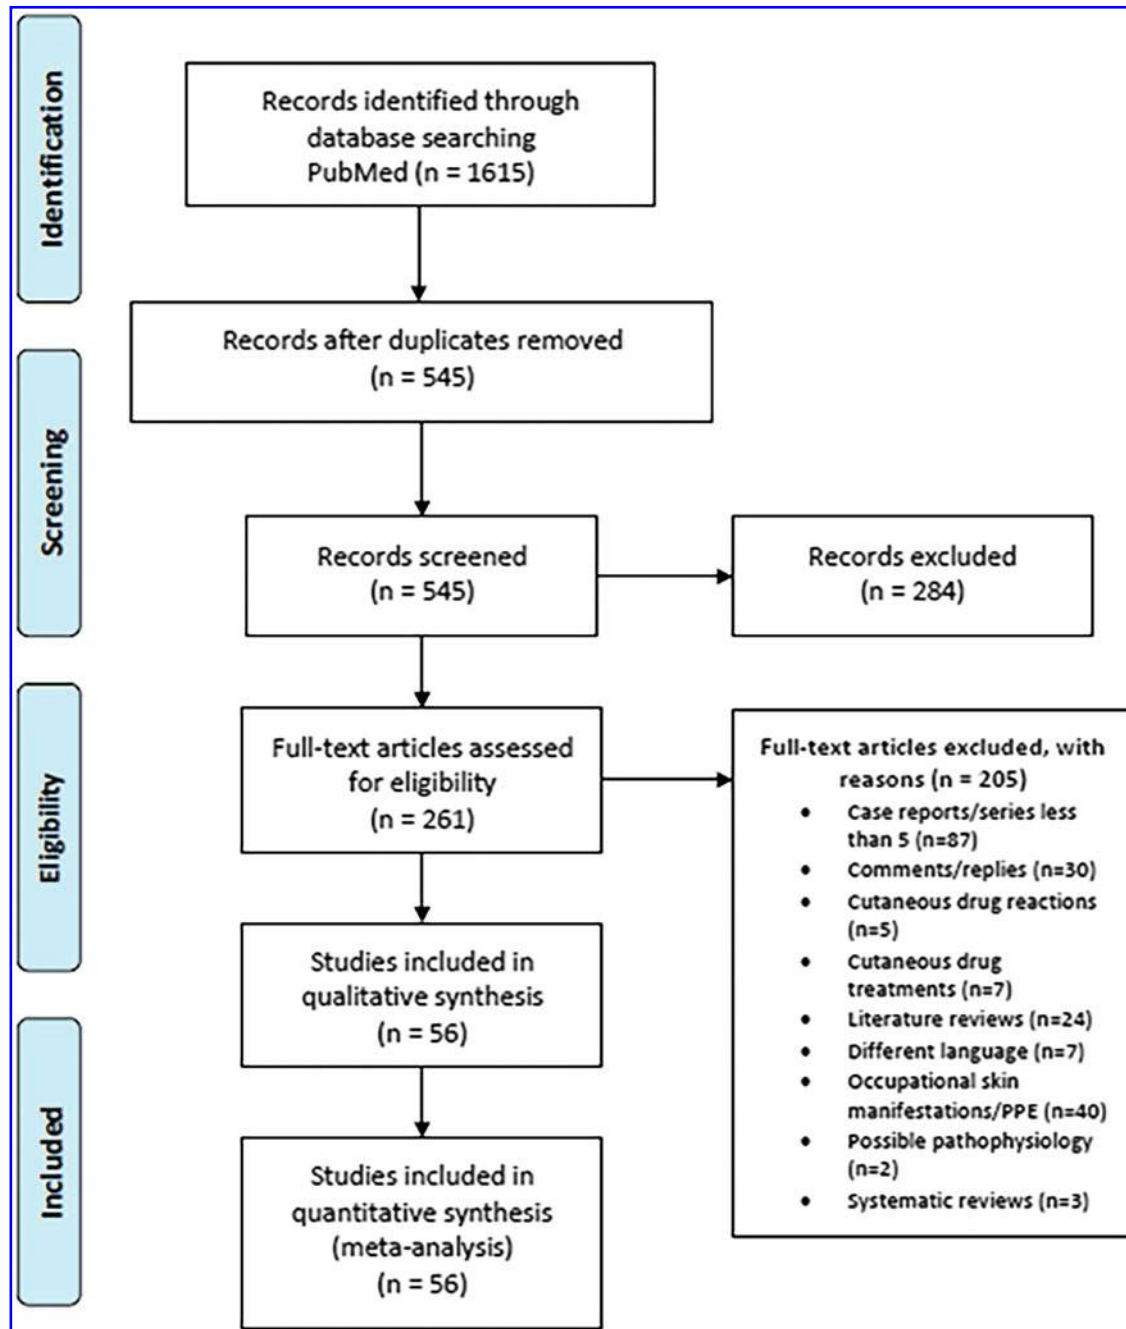 Identification
Records identified through
database searching
PubMed (n = 1615)
Records after duplicates removed
(n = 545)
Screening
Records screened
(n = 545)
Records excluded
(n = 284)
Eligibility
Full-text articles assessed
for eligibility
(n = 261)
Full-text articles excluded, with
reasons (n = 205)
• Case reports/series less
than 5 (n=87)
• Comments/replies (n=30)
• Cutaneous drug reactions
(n=5)
• Cutaneous drug
treatments (n=7)
• Literature reviews (n=24)
• Different language (n=7)
• Occupational skin
manifestations/PPE (n=40)
• Possible pathophysiology
(n=2)
• Systematic reviews (n=3)
Studies included in
qualitative synthesis
(n = 56)
Included
Studies included in
quantitative synthesis
(meta-analysis)
(n = 56)